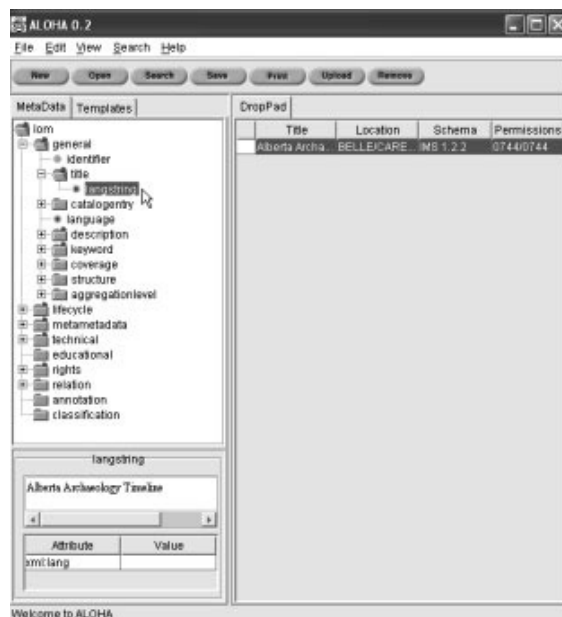 ALOHA 0.2
File Edit View Search Help
New Open Search Save Print Upload Remove
MetaData Templates
lom
general
identifier
title
langstring
catalogentry
language
description
keyword
coverage
structure
aggregationlevel
lifecycle
metametadata
technical
educational
rights
relation
annotation
classification
langstring
Alberta Archaeology Timeline
Attribute Value
xml:lang
DropPad
Title Location Schema Permissions
Alberta Archa... BELLE/CARE... IMS 1.2.2 0744/0744
Welcome to ALOHA